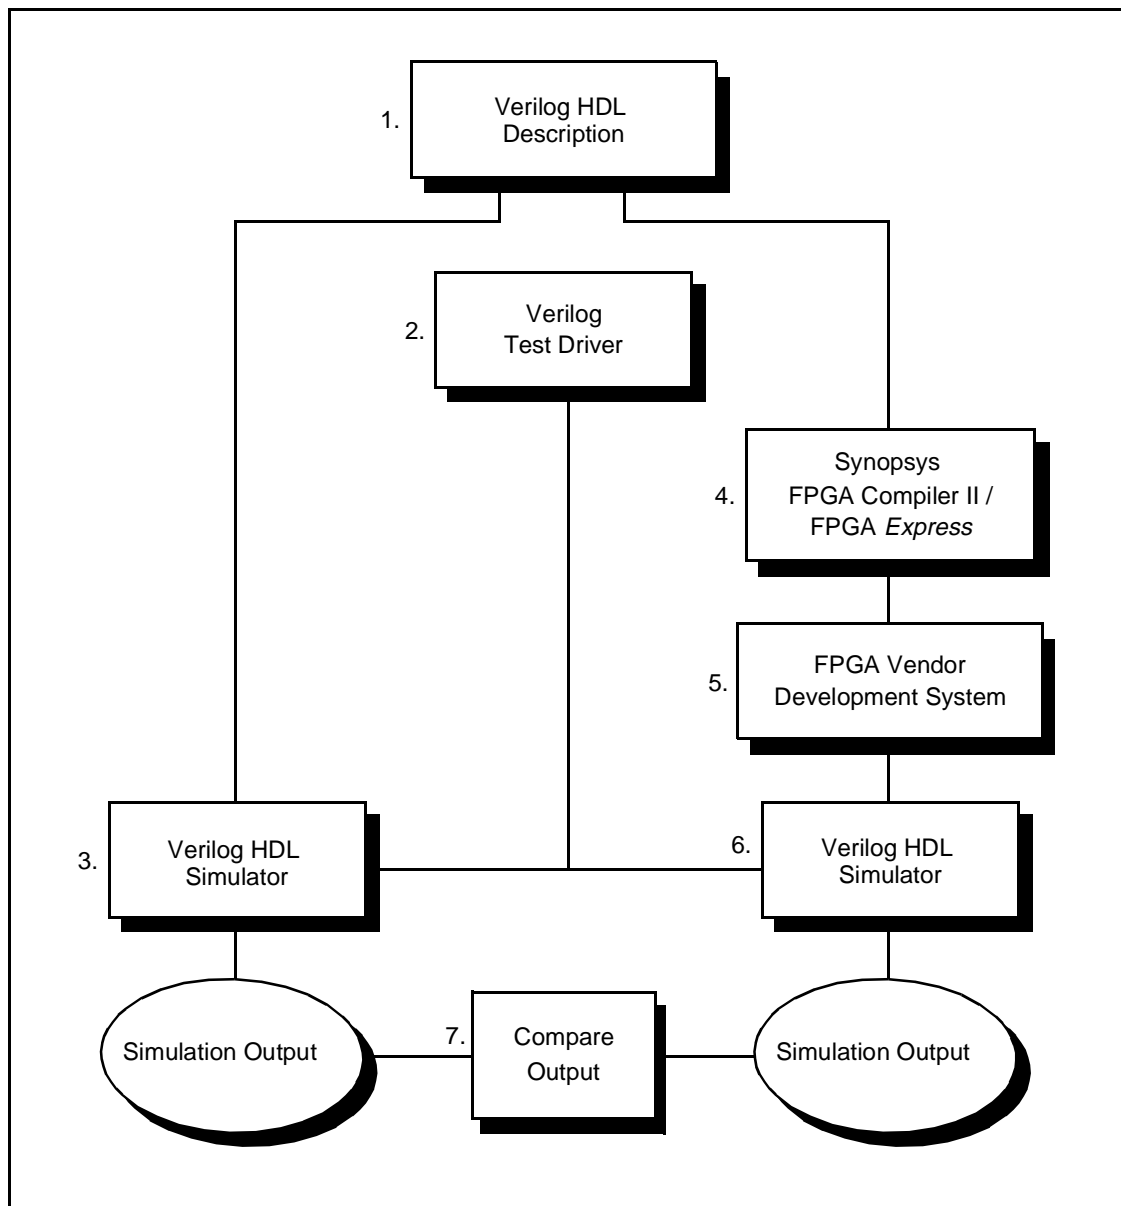 1.
Verilog HDL
Description
2.
Verilog
Test Driver
4.
Synopsys
FPGA Compiler II /
FPGA Express
5.
FPGA Vendor
Development System
3.
Verilog HDL
Simulator
6.
Verilog HDL
Simulator
Simulation Output
7.
Compare
Output
Simulation Output